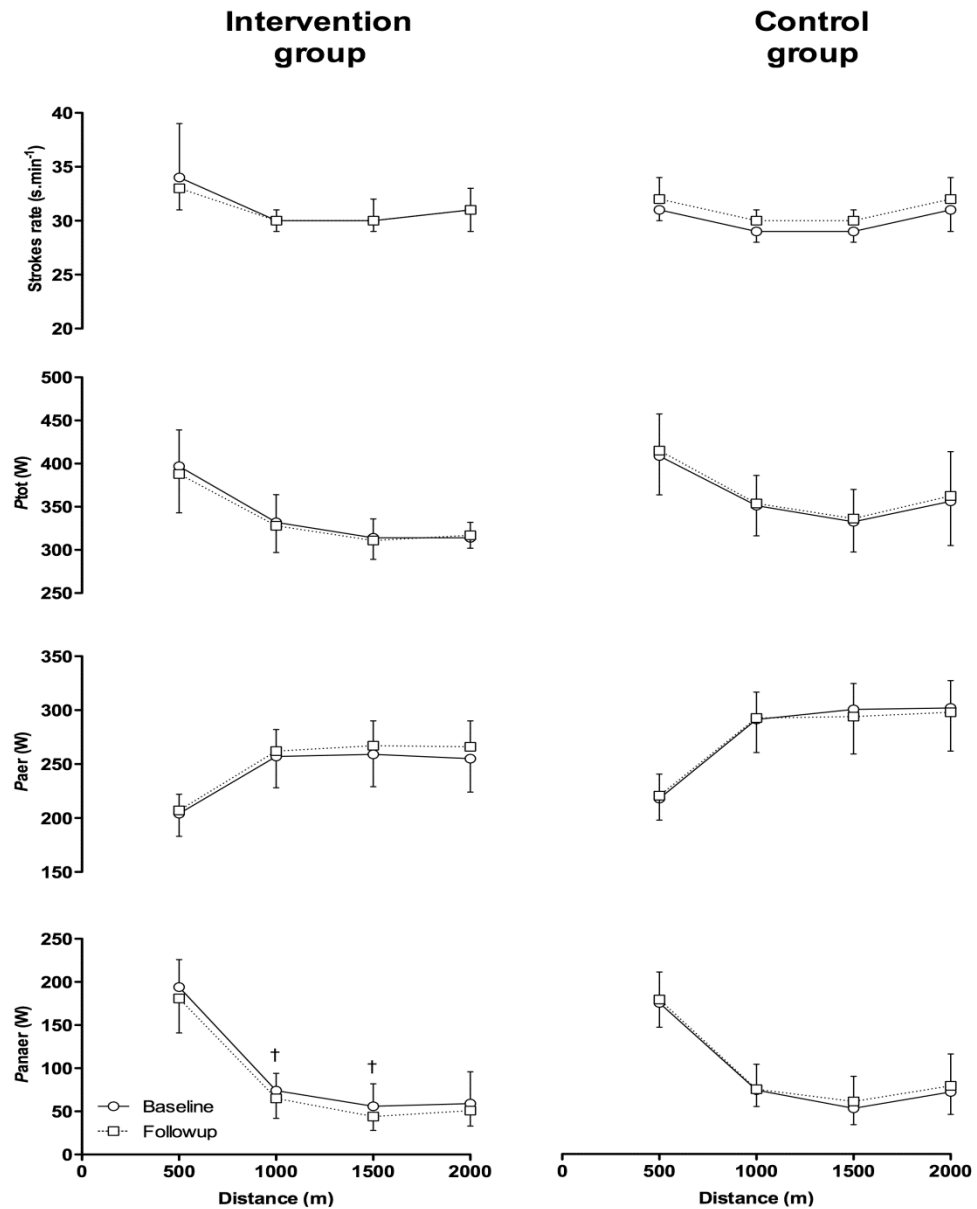 Intervention
group
Control
group
Strokes rate (s.min⁻¹)
40
35
30
25
20
Ptot (W)
500
450
400
350
300
250
Paer (W)
350
300
250
200
150
Panaer (W)
250
200
150
100
50
0
† †
Baseline
Followup
0 500 1000 1500 2000
Distance (m)
0 500 1000 1500 2000
Distance (m)